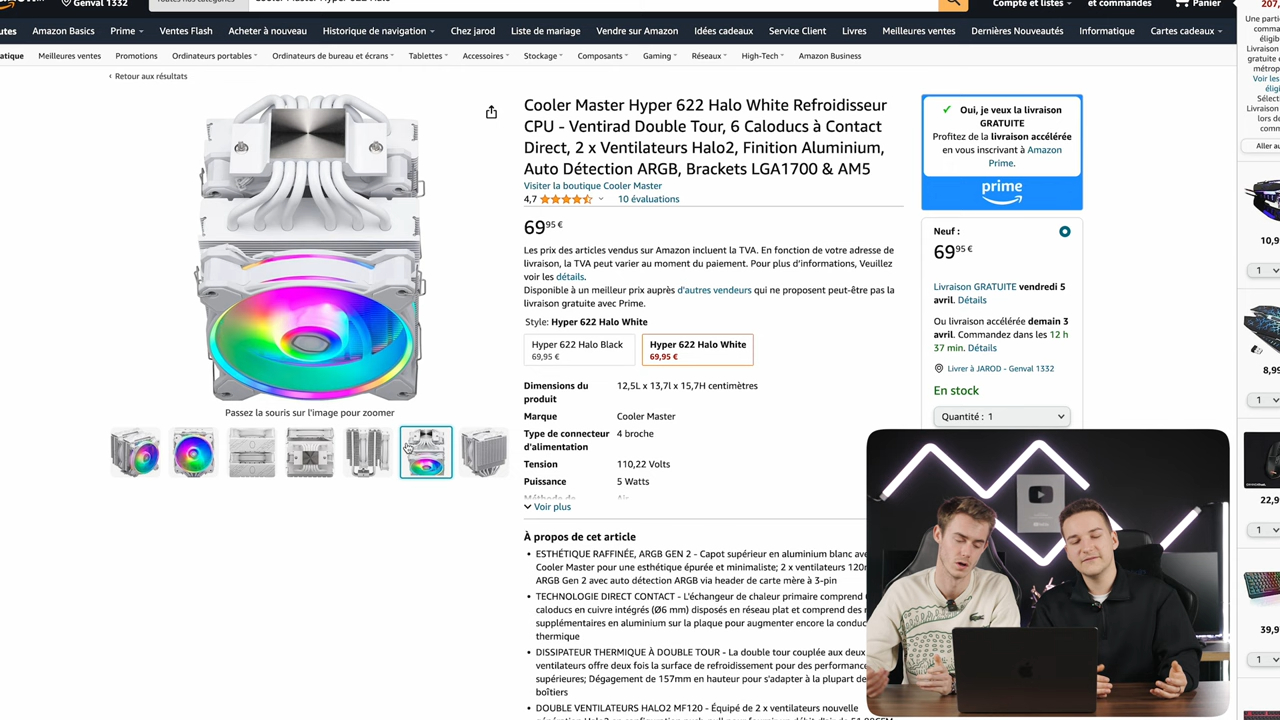 Genval 1332
Toutes nos catégories
Cooler Master Hyper 622 Halo
Compte et listes
et commandes
Panier
utes
Amazon Basics
Prime
Ventes Flash
Acheter à nouveau
Historique de navigation
Chez jarod
Liste de mariage
Vendre sur Amazon
Idées cadeaux
Service Client
Livres
Meilleures ventes
Dernières Nouveautés
Informatique
Cartes cadeaux
atique
Meilleures ventes
Promotions
Ordinateurs portables
Ordinateurs de bureau et écrans
Tablettes
Accessoires
Stockage
Composants
Gaming
Réseaux
High-Tech
Amazon Business
‹ Retour aux résultats
Passez la souris sur l'image pour zoomer
Cooler Master Hyper 622 Halo White Refroidisseur
CPU - Ventirad Double Tour, 6 Caloducs à Contact
Direct, 2 x Ventilateurs Halo2, Finition Aluminium,
Auto Détection ARGB, Brackets LGA1700 & AM5
Visiter la boutique Cooler Master
4,7
10 évaluations
69,95 €
Les prix des articles vendus sur Amazon incluent la TVA. En fonction de votre adresse de
livraison, la TVA peut varier au moment du paiement. Pour plus d'informations, Veuillez
voir les détails.
Disponible à un meilleur prix auprès d'autres vendeurs qui ne proposent peut-être pas la
livraison gratuite avec Prime.
Style: Hyper 622 Halo White
Hyper 622 Halo Black
69,95 €
Hyper 622 Halo White
69,95 €
Dimensions du
produit
12,5L x 13,7l x 15,7H centimètres
Marque
Cooler Master
Type de connecteur
d'alimentation
4 broche
Tension
110,22 Volts
Puissance
5 Watts
Méthode de
Air
Voir plus
À propos de cet article
• ESTHÉTIQUE RAFFINÉE, ARGB GEN 2 - Capot supérieur en aluminium blanc ave
Cooler Master pour une esthétique épurée et minimaliste; 2 x ventilateurs 120m
ARGB Gen 2 avec auto détection ARGB via header de carte mère à 3-pin
• TECHNOLOGIE DIRECT CONTACT - L'échangeur de chaleur primaire comprend
caloducs en cuivre intégrés (Ø6 mm) disposés en réseau plat et comprend des
supplémentaires en aluminium sur la plaque pour augmenter encore la conduc
thermique
• DISSIPATEUR THERMIQUE À DOUBLE TOUR - La double tour couplée aux deux
ventilateurs offre deux fois la surface de refroidissement pour des performance
supérieures; Dégagement de 157mm en hauteur pour s'adapter à la plupart de
boîtiers
• DOUBLE VENTILATEURS HALO2 MF120 - Équipé de 2 x ventilateurs nouvelle
✓ Oui, je veux la livraison
GRATUITE
Profitez de la livraison accélérée
en vous inscrivant à Amazon
Prime.
prime
Neuf :
69,95 €
Livraison GRATUITE vendredi 5
avril. Détails
Ou livraison accélérée demain 3
avril. Commandez dans les 12 h
37 min. Détails
Livrer à JAROD - Genval 1332
En stock
Quantité : 1
207,
Une partie
comma
éligib
Livraison
gratuite
métrop
Voir les
éligi
Sélect
Livraison
lors de
comm
Aller au
10,9
1
8,99
1
22,9
1
39,9
1